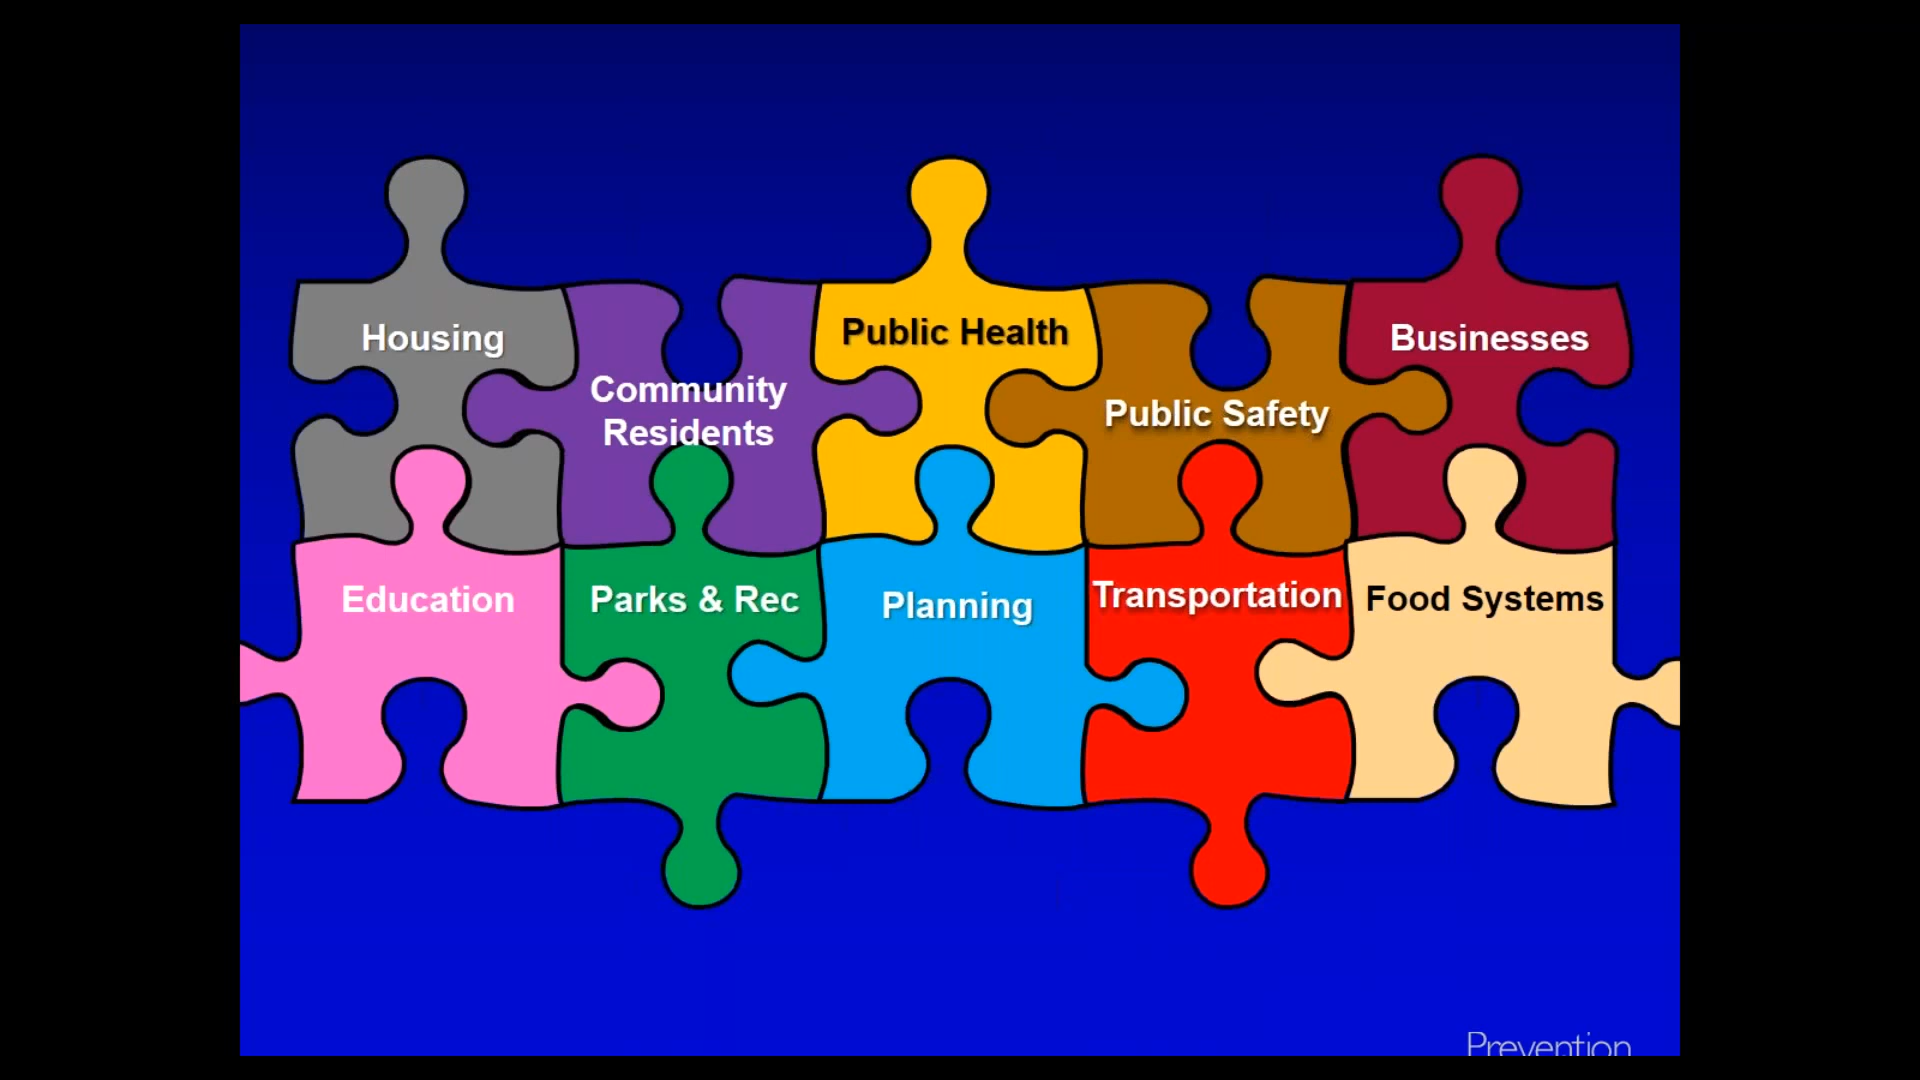 Housing
Community
Residents
Public Health
Public Safety
Businesses
Education
Parks & Rec
Planning
Transportation
Food Systems
Prevention